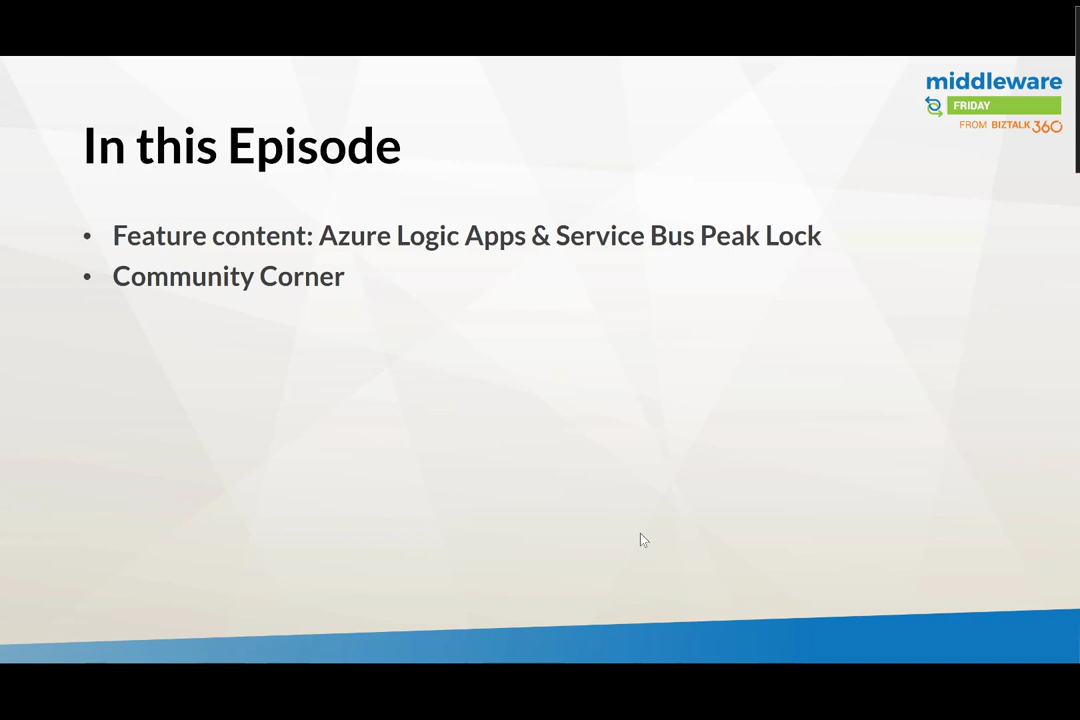 middleware
FRIDAY
FROM BIZTALK 360
In this Episode
• Feature content: Azure Logic Apps & Service Bus Peak Lock
• Community Corner